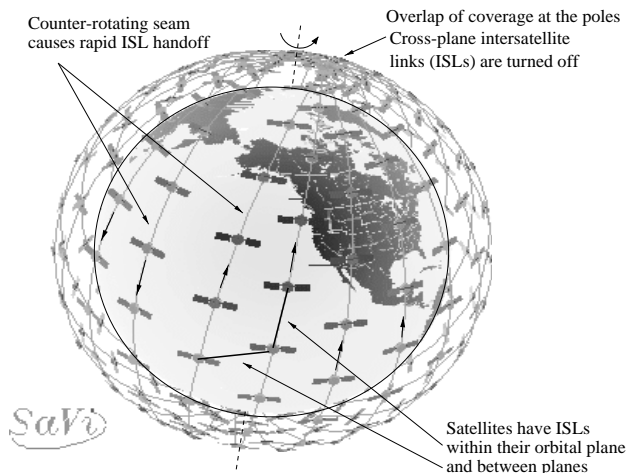 Counter-rotating seam
causes rapid ISL handoff
Overlap of coverage at the poles
Cross-plane intersatellite
links (ISLs) are turned off
SaVi
Satellites have ISLs
within their orbital plane
and between planes